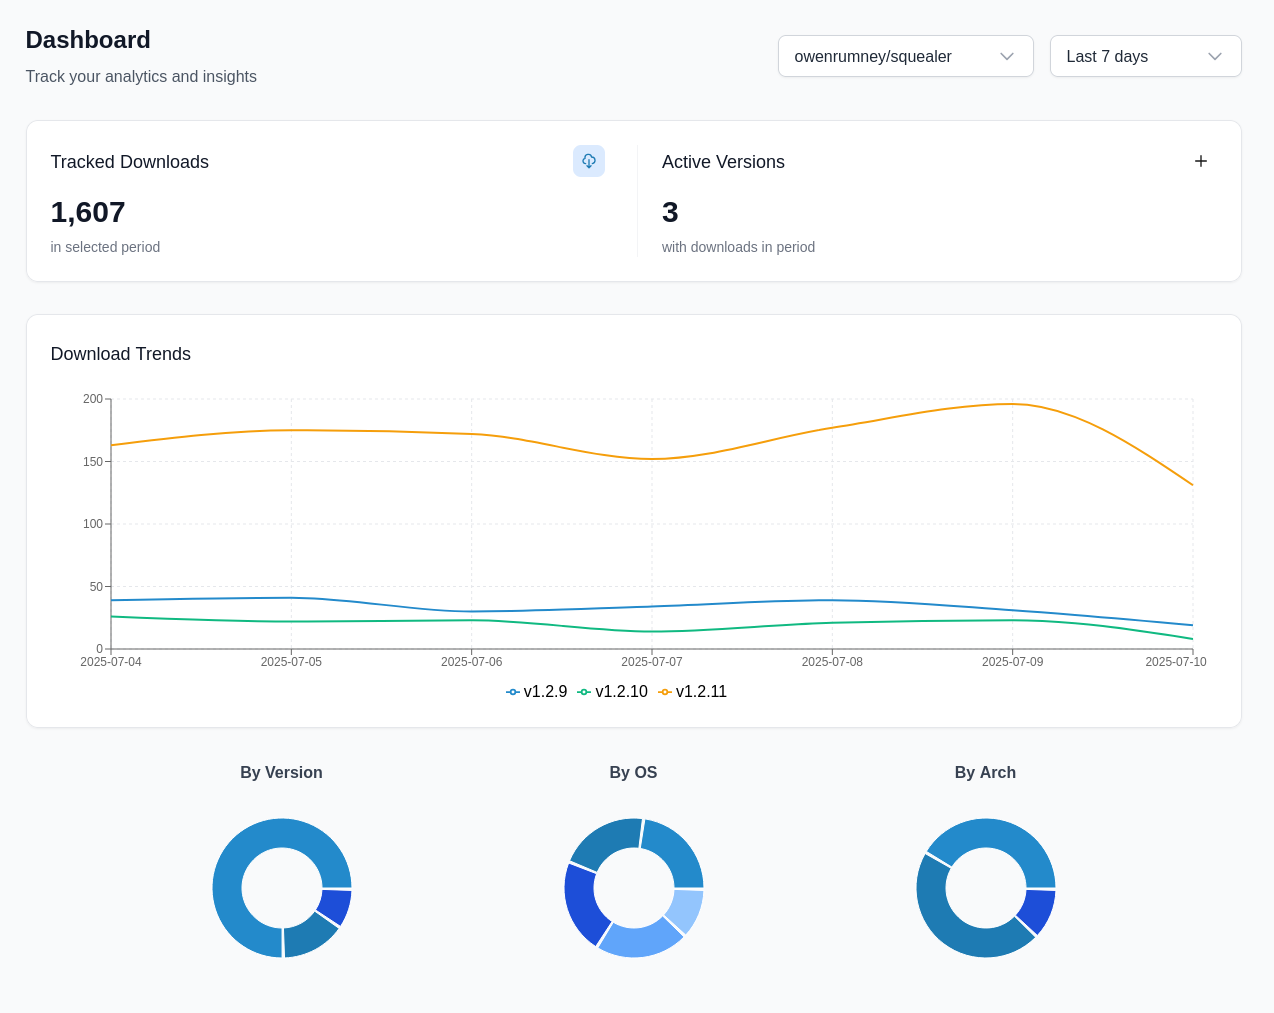 Dashboard
Track your analytics and insights
owenrumney/squealer
Last 7 days
Tracked Downloads
1,607
in selected period
Active Versions
3
with downloads in period
Download Trends
200
150
100
50
0
2025-07-04 2025-07-05 2025-07-06 2025-07-07 2025-07-08 2025-07-09 2025-07-10
v1.2.9 v1.2.10 v1.2.11
By Version
By OS
By Arch